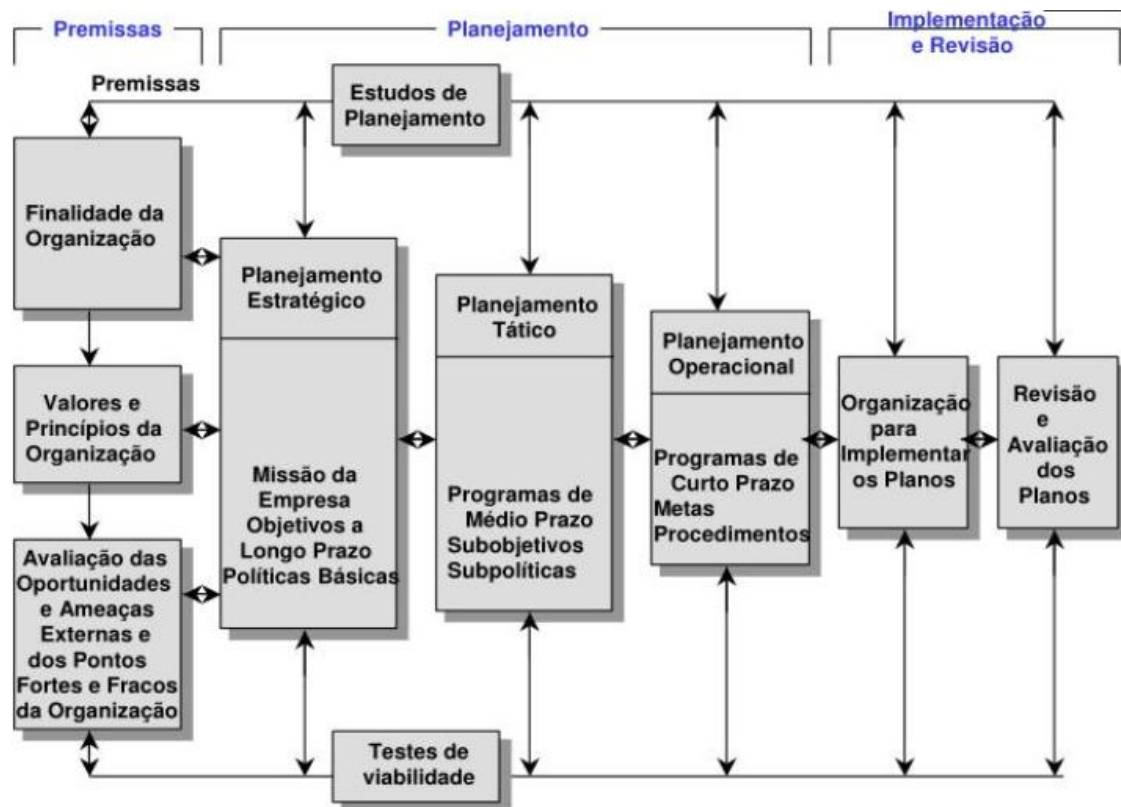 Premissas
Planejamento
Implementação
e Revisão
Premissas
Estudos de
Planejamento
Finalidade da
Organização
Valores e
Princípios da
Organização
Avaliação das
Oportunidades
e Ameaças
Externas e
dos Pontos
Fortes e Fracos
da Organização
Planejamento
Estratégico
Missão da
Empresa
Objetivos a
Longo Prazo
Políticas Básicas
Planejamento
Tático
Programas de
Médio Prazo
Subobjetivos
Subpolíticas
Planejamento
Operacional
Programas de
Curto Prazo
Metas
Procedimentos
Organização
para
Implementar
os Planos
Revisão
e
Avaliação
dos
Planos
Testes de
viabilidade